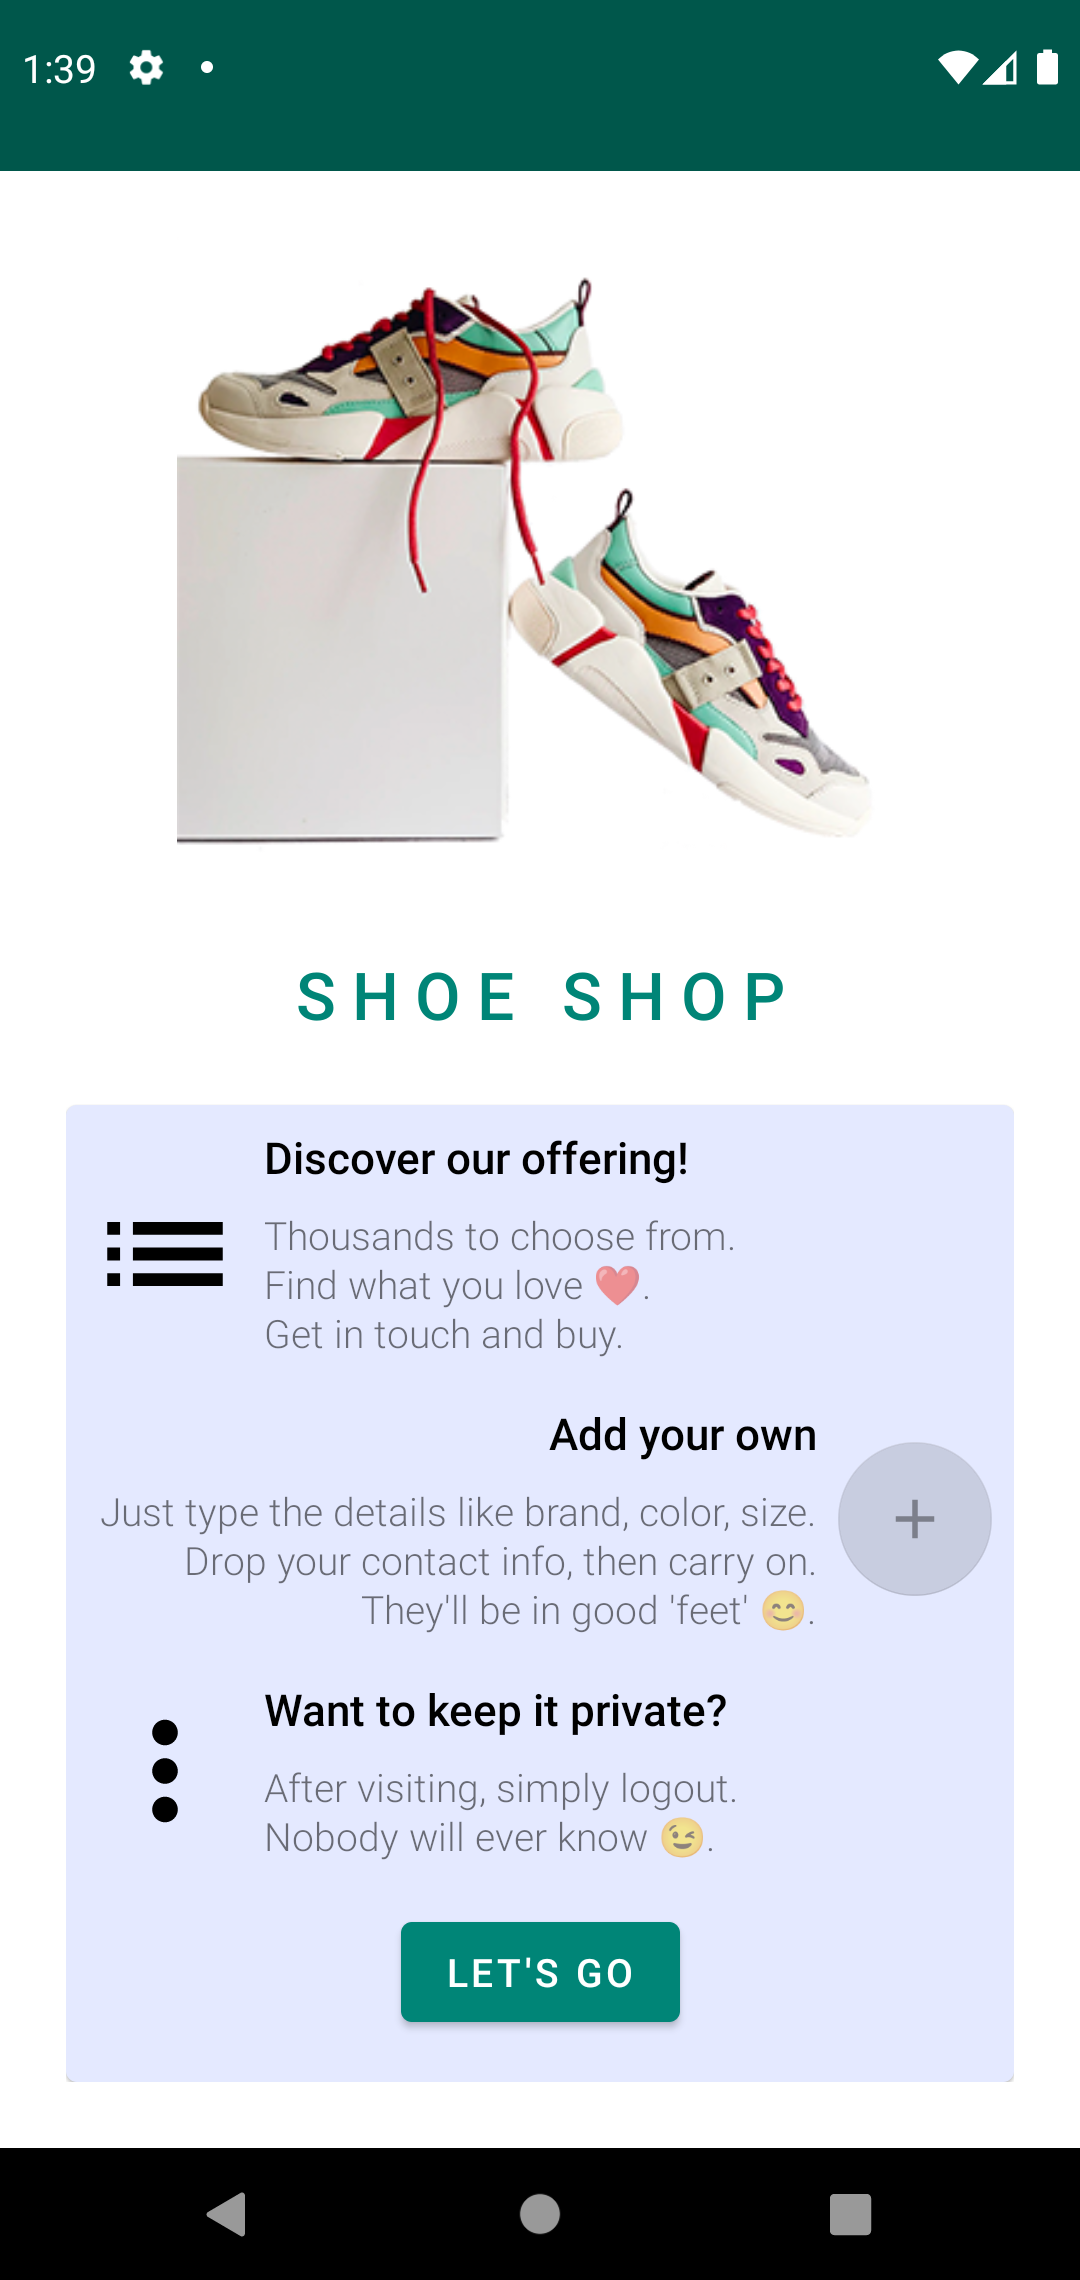 1:39
SHOE SHOP
Discover our offering!
Thousands to choose from.
Find what you love ❤️.
Get in touch and buy.
Add your own
Just type the details like brand, color, size.
Drop your contact info, then carry on.
They'll be in good 'feet' 😊.
Want to keep it private?
After visiting, simply logout.
Nobody will ever know 😉.
LET'S GO